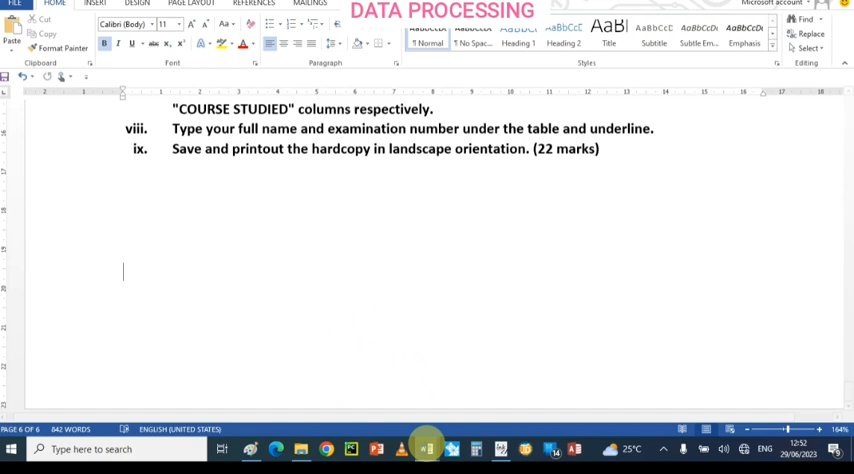 DATA PROCESSING
FILE HOME INSERT DESIGN PAGE LAYOUT REFERENCES MAILINGS Microsoft account
Cut
Copy
Paste
Format Painter
Calibri (Body) 11
B I U abc
¶ Normal ¶ No Spac... Heading 1 Heading 2 Title Subtitle Subtle Em... Emphasis
Find
Replace
Select
Clipboard Font Paragraph Styles Editing
"COURSE STUDIED" columns respectively.
viii. Type your full name and examination number under the table and underline.
ix. Save and printout the hardcopy in landscape orientation. (22 marks)
PAGE 6 OF 6 842 WORDS ENGLISH (UNITED STATES) 164%
Type here to search
25°C ENG 12:52
29/06/2023